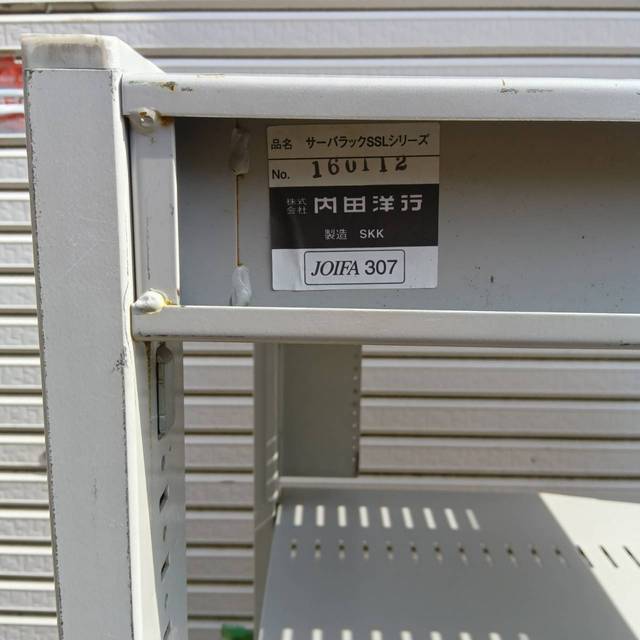 品名 サーバラックSSLシリーズ
No. 160112
株式会社 内田洋行
製造 SKK
JOIFA 307